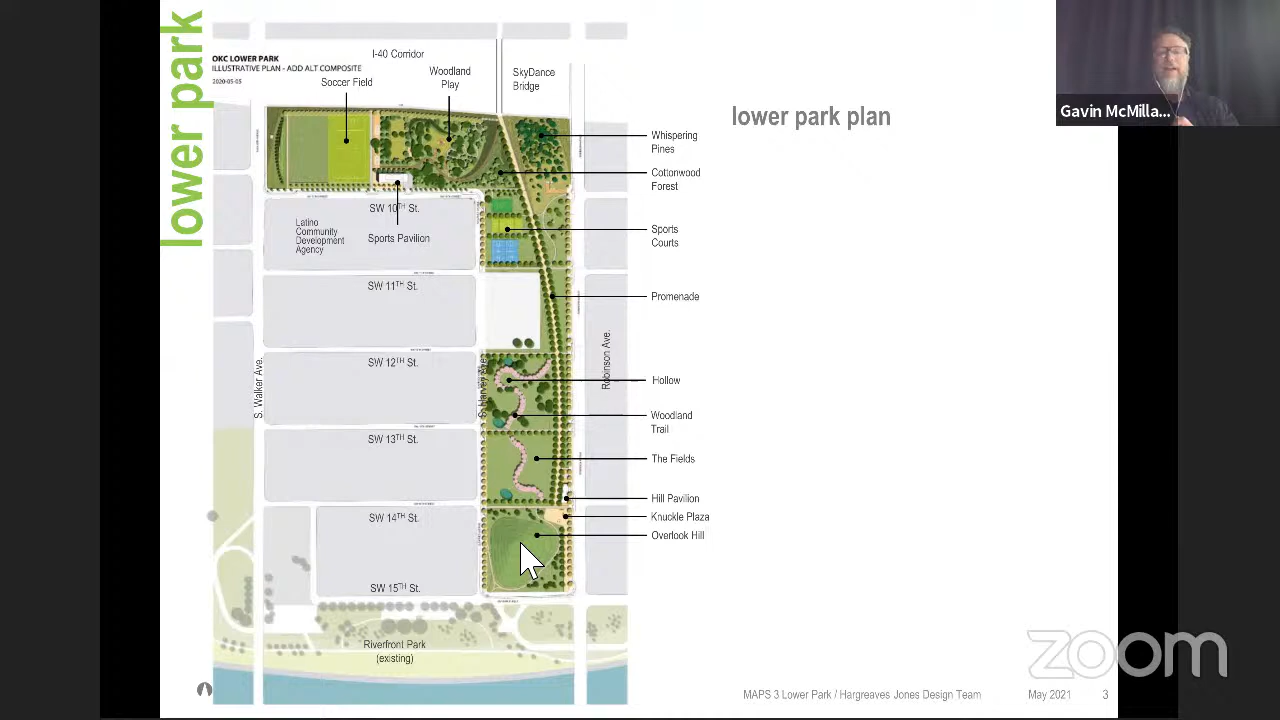 lower park
OKC LOWER PARK
ILLUSTRATIVE PLAN - ADD ALT COMPOSITE
2020-05-05
I-40 Corridor
Soccer Field
Woodland
Play
SkyDance
Bridge
lower park plan
Gavin McMilla...
Whispering
Pines
Cottonwood
Forest
SW 10TH St.
Latino
Community
Development
Agency
Sports Pavilion
Sports
Courts
SW 11TH St.
Promenade
SW 12TH St.
S. Walker Ave.
S. Harvey Ave.
Robinson Ave.
Hollow
Woodland
Trail
SW 13TH St.
The Fields
Hill Pavilion
SW 14TH St.
Knuckle Plaza
Overlook Hill
SW 15TH St.
Riverfront Park
(existing)
zoom
MAPS 3 Lower Park / Hargreaves Jones Design Team
May 2021
3